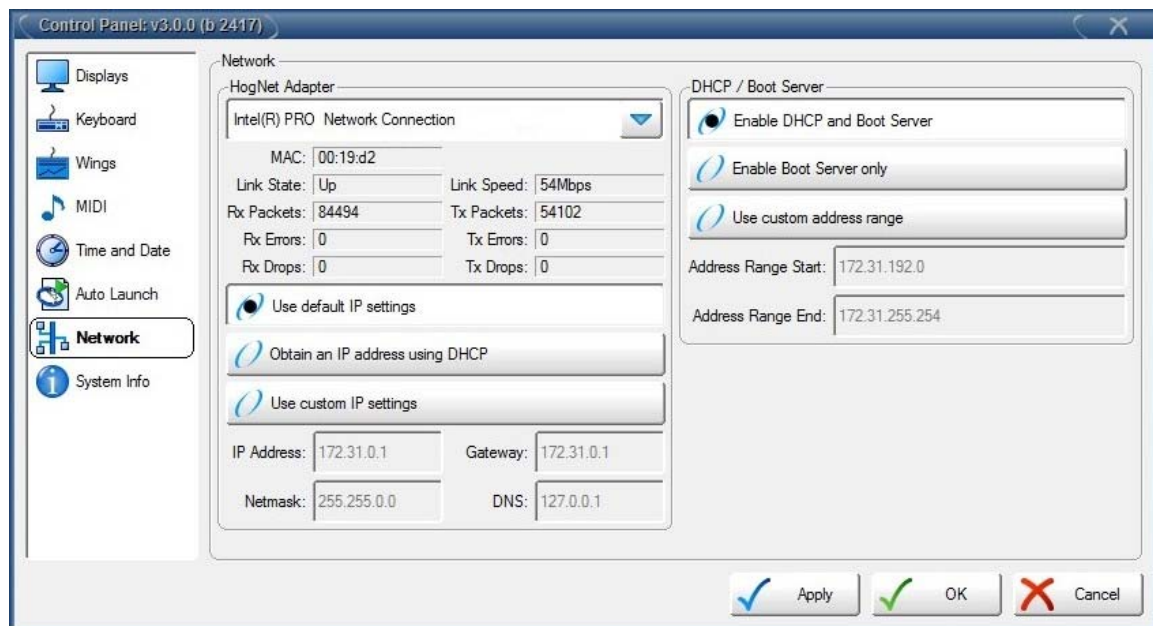 Control Panel: v3.0.0 (b 2417)
Displays
Keyboard
Wings
MIDI
Time and Date
Auto Launch
Network
System Info
Network
HogNet Adapter
Intel(R) PRO Network Connection
MAC: 00:19:d2
Link State: Up Link Speed: 54Mbps
Rx Packets: 84494 Tx Packets: 54102
Rx Errors: 0 Tx Errors: 0
Rx Drops: 0 Tx Drops: 0
Use default IP settings
Obtain an IP address using DHCP
Use custom IP settings
IP Address: 172.31.0.1 Gateway: 172.31.0.1
Netmask: 255.255.0.0 DNS: 127.0.0.1
DHCP / Boot Server
Enable DHCP and Boot Server
Enable Boot Server only
Use custom address range
Address Range Start: 172.31.192.0
Address Range End: 172.31.255.254
Apply OK Cancel